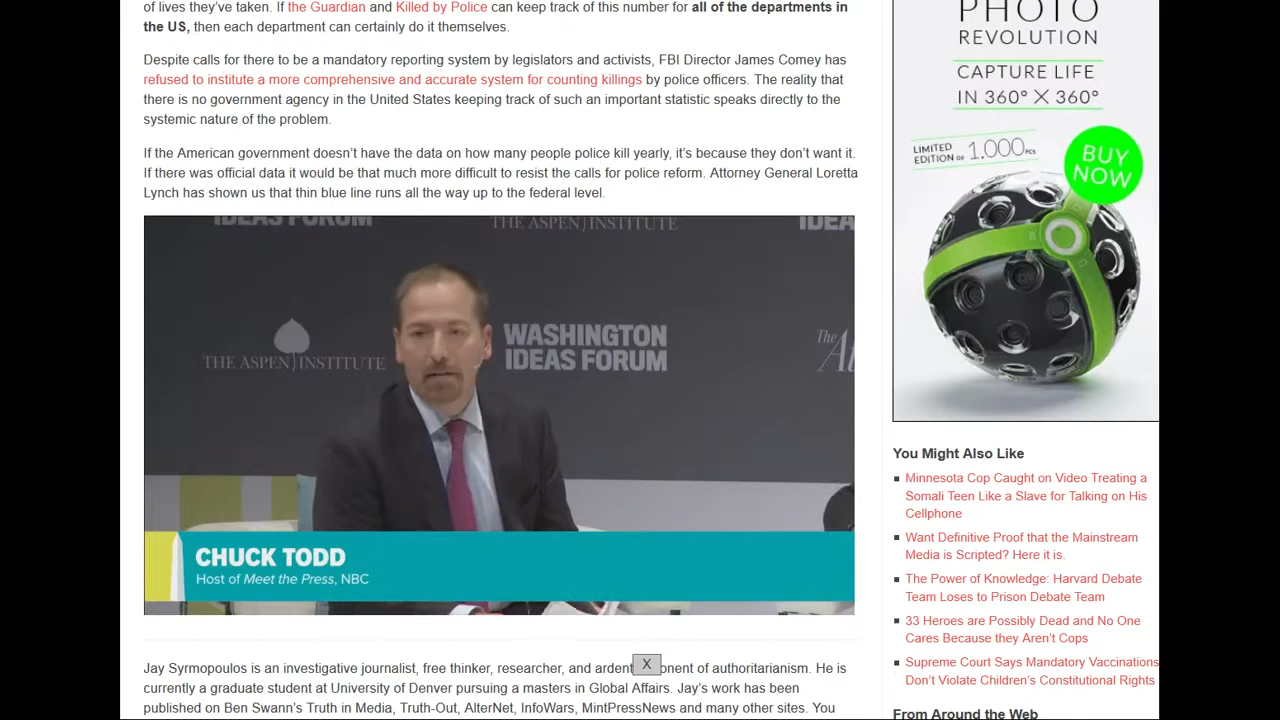 of lives they've taken. If the Guardian and Killed by Police can keep track of this number for all of the departments in
the US, then each department can certainly do it themselves.
Despite calls for there to be a mandatory reporting system by legislators and activists, FBI Director James Comey has
refused to institute a more comprehensive and accurate system for counting killings by police officers. The reality that
there is no government agency in the United States keeping track of such an important statistic speaks directly to the
systemic nature of the problem.
If the American government doesn't have the data on how many people police kill yearly, it's because they don't want it.
If there was official data it would be that much more difficult to resist the calls for police reform. Attorney General Loretta
Lynch has shown us that thin blue line runs all the way up to the federal level.
IDEAS FORUM
THE ASPEN INSTITUTE
IDEA
THE ASPEN INSTITUTE
WASHINGTON
IDEAS FORUM
The
At
CHUCK TODD
Host of Meet the Press, NBC
Jay Syrmopoulos is an investigative journalist, free thinker, researcher, and ardent X onent of authoritarianism. He is
currently a graduate student at University of Denver pursuing a masters in Global Affairs. Jay's work has been
published on Ben Swann's Truth in Media, Truth-Out, AlterNet, InfoWars, MintPressNews and many other sites. You
PHOTO
REVOLUTION
CAPTURE LIFE
IN 360° X 360°
LIMITED
EDITION OF 1.000 PCS
BUY
NOW
You Might Also Like
Minnesota Cop Caught on Video Treating a
Somali Teen Like a Slave for Talking on His
Cellphone
Want Definitive Proof that the Mainstream
Media is Scripted? Here it is.
The Power of Knowledge: Harvard Debate
Team Loses to Prison Debate Team
33 Heroes are Possibly Dead and No One
Cares Because they Aren't Cops
Supreme Court Says Mandatory Vaccinations
Don't Violate Children's Constitutional Rights
From Around the Web